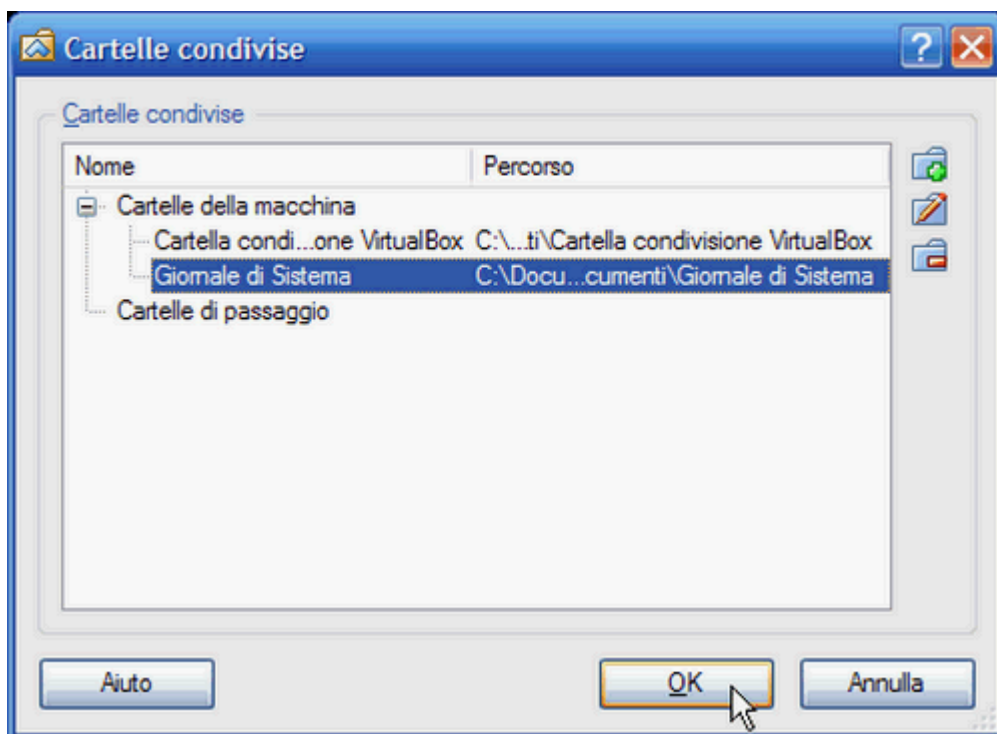 Cartelle condivise
Cartelle condivise
Nome Percorso
Cartelle della macchina
Cartella condi...one VirtualBox C:\...ti\Cartella condivisione VirtualBox
Giornale di Sistema C:\Docu...cumenti\Giornale di Sistema
Cartelle di passaggio
Aiuto OK Annulla